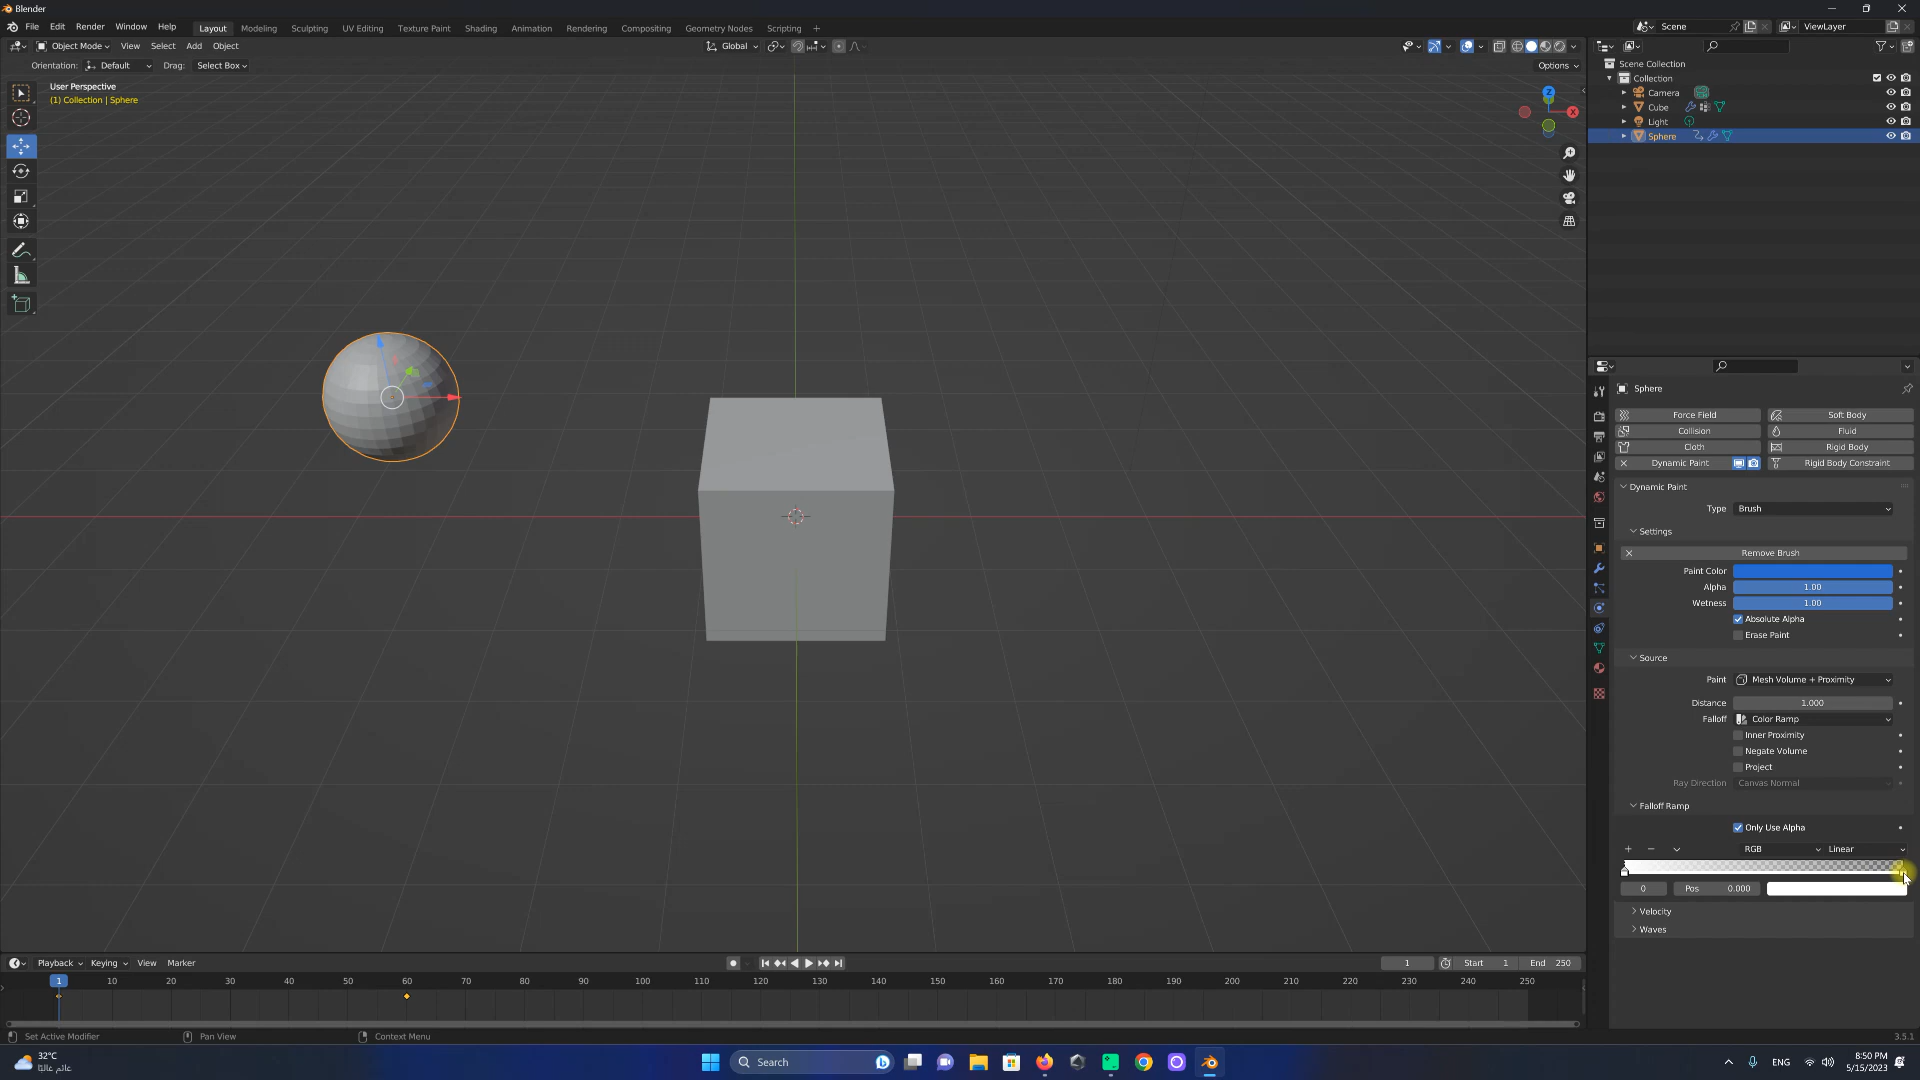 Blender
File Edit Render Window Help
Layout Modeling Sculpting UV Editing Texture Paint Shading Animation Rendering Compositing Geometry Nodes Scripting +
Scene
ViewLayer
Object Mode View Select Add Object
Global
Orientation: Default Drag: Select Box
Options
User Perspective
(1) Collection | Sphere
Z
X
Scene Collection
Collection
Camera
Cube
Light
Sphere
Sphere
Force Field Soft Body
Collision Fluid
Cloth Rigid Body
Dynamic Paint Rigid Body Constraint
Dynamic Paint
Type Brush
Settings
Remove Brush
Paint Color
Alpha 1.00
Wetness 1.00
Absolute Alpha
Erase Paint
Source
Paint Mesh Volume + Proximity
Distance 1.000
Falloff Color Ramp
Inner Proximity
Negate Volume
Project
Ray Direction Canvas Normal
Falloff Ramp
Only Use Alpha
RGB Linear
0 Pos 0.000
Velocity
Waves
Playback Keying View Marker
1 Start 1 End 250
1 10 20 30 40 50 60 70 80 90 100 110 120 130 140 150 160 170 180 190 200 210 220 230 240 250
Set Active Modifier Pan View Context Menu
3.5.1
32°C
غائم غالبًا
Search
ENG
8:50 PM
5/15/2023